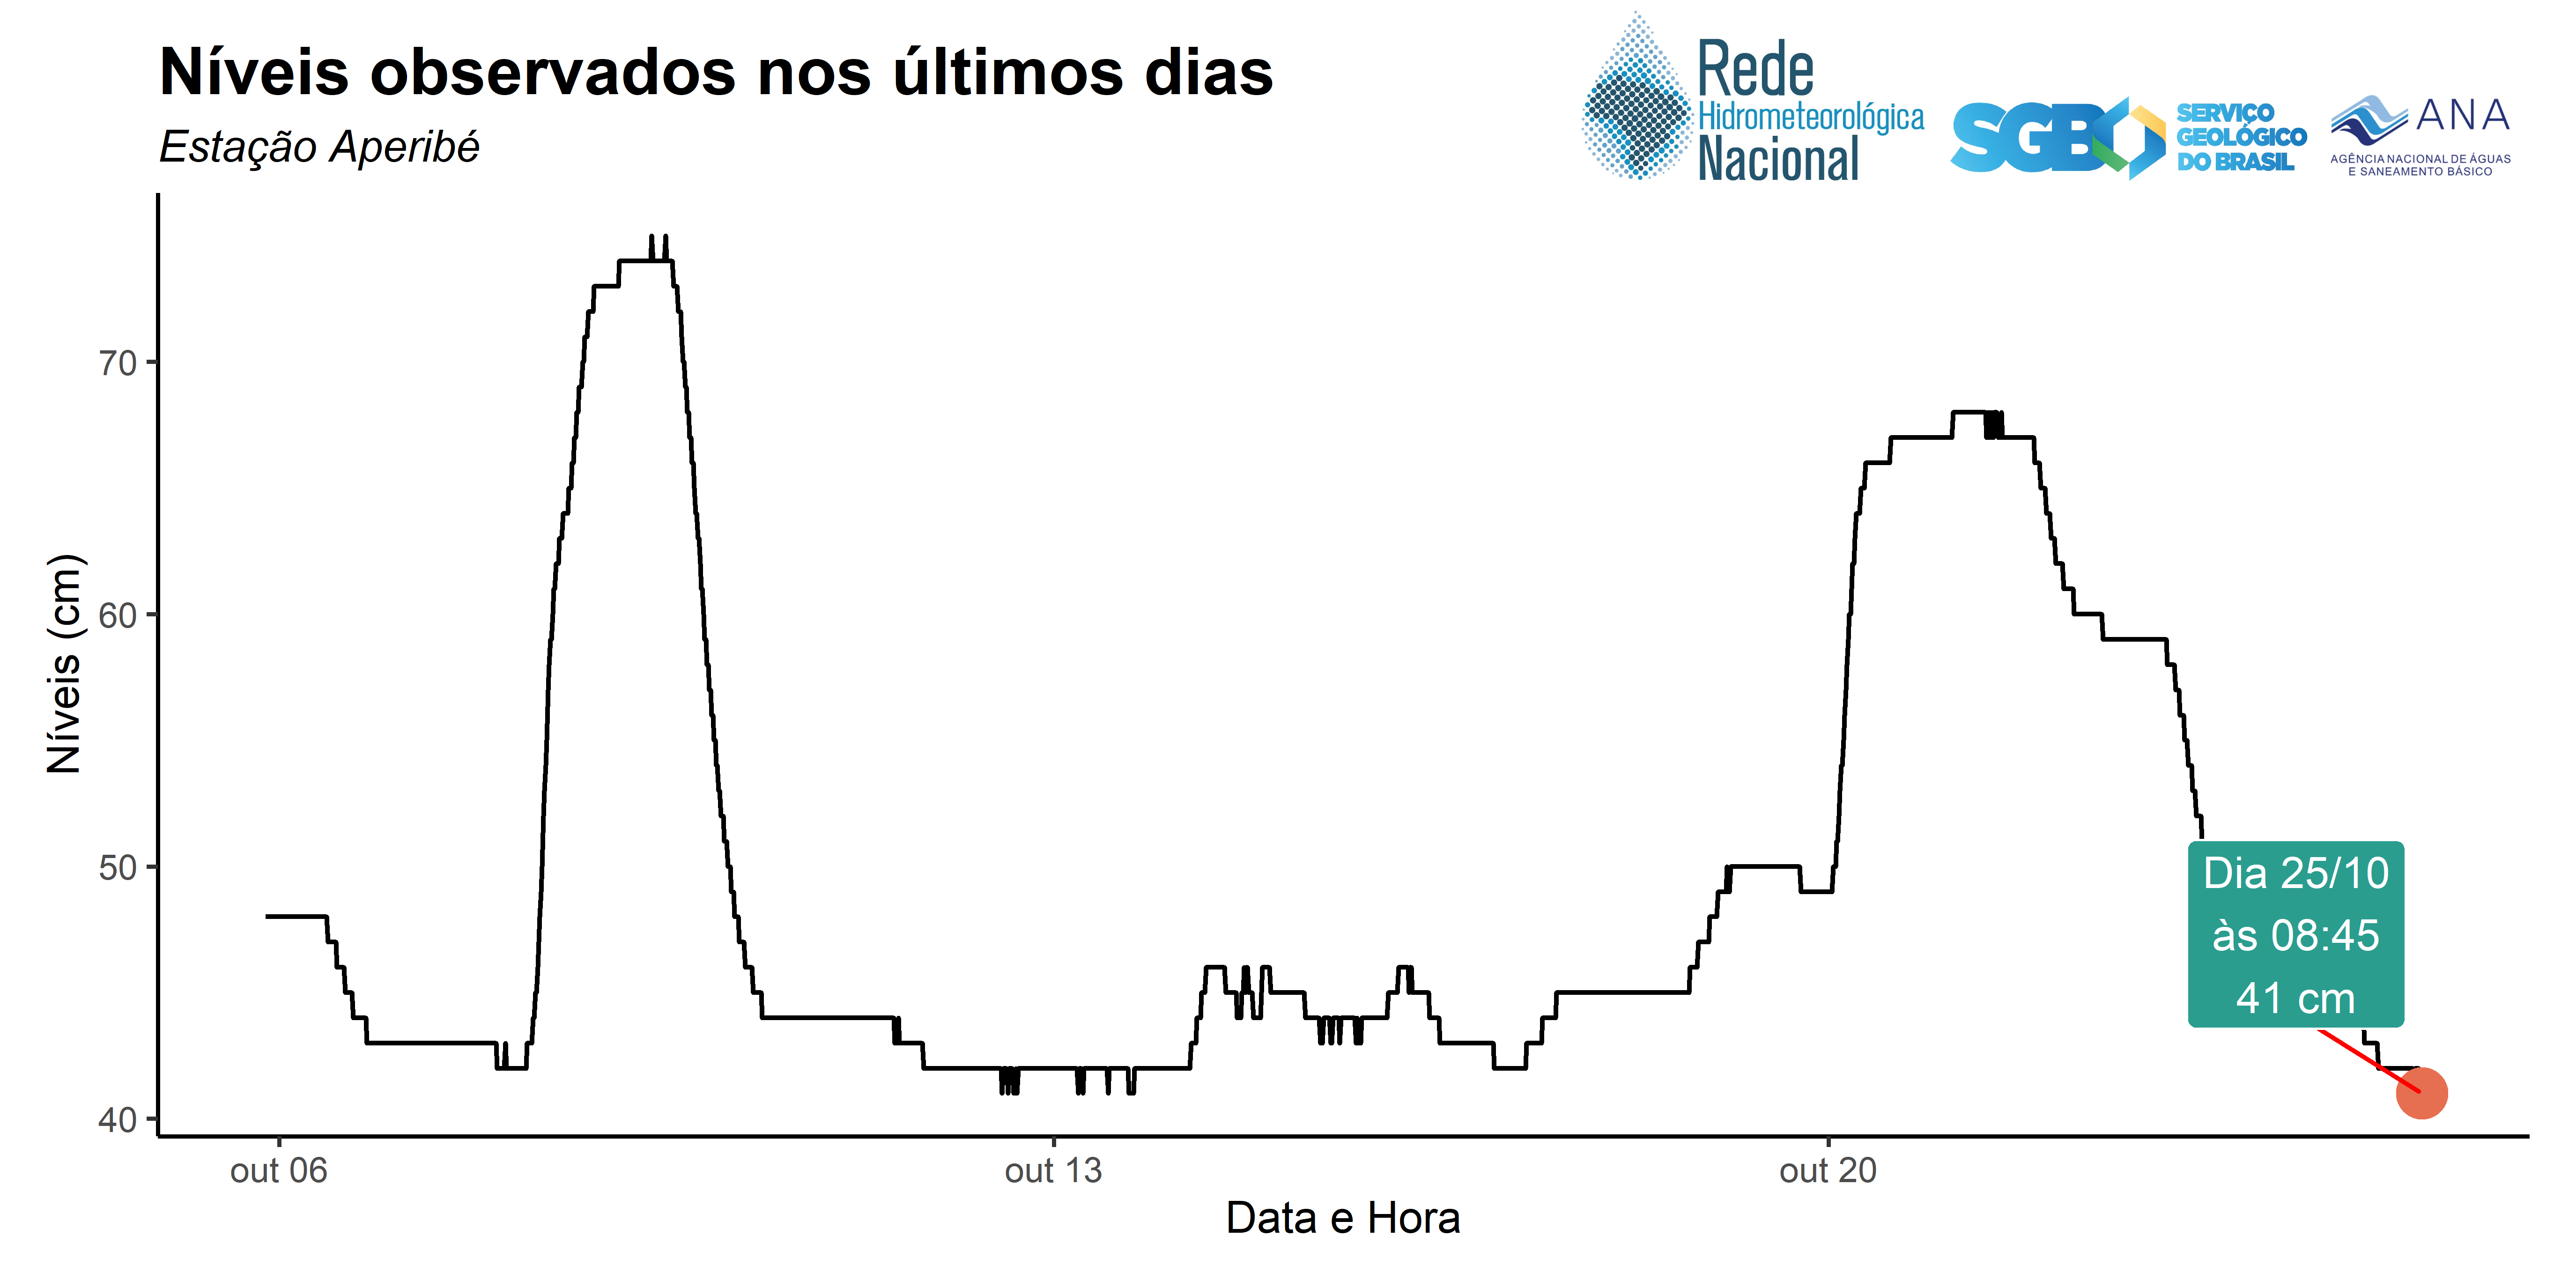 Níveis observados nos últimos dias
Estação Aperibé
Rede
Hidrometeorológica
Nacional
SGB
SERVIÇO
GEOLÓGICO
DO BRASIL
ANA
AGÊNCIA NACIONAL DE ÁGUAS
E SANEAMENTO BÁSICO
Níveis (cm)
70
60
50
40
Dia 25/10
às 08:45
41 cm
out 06
out 13
out 20
Data e Hora